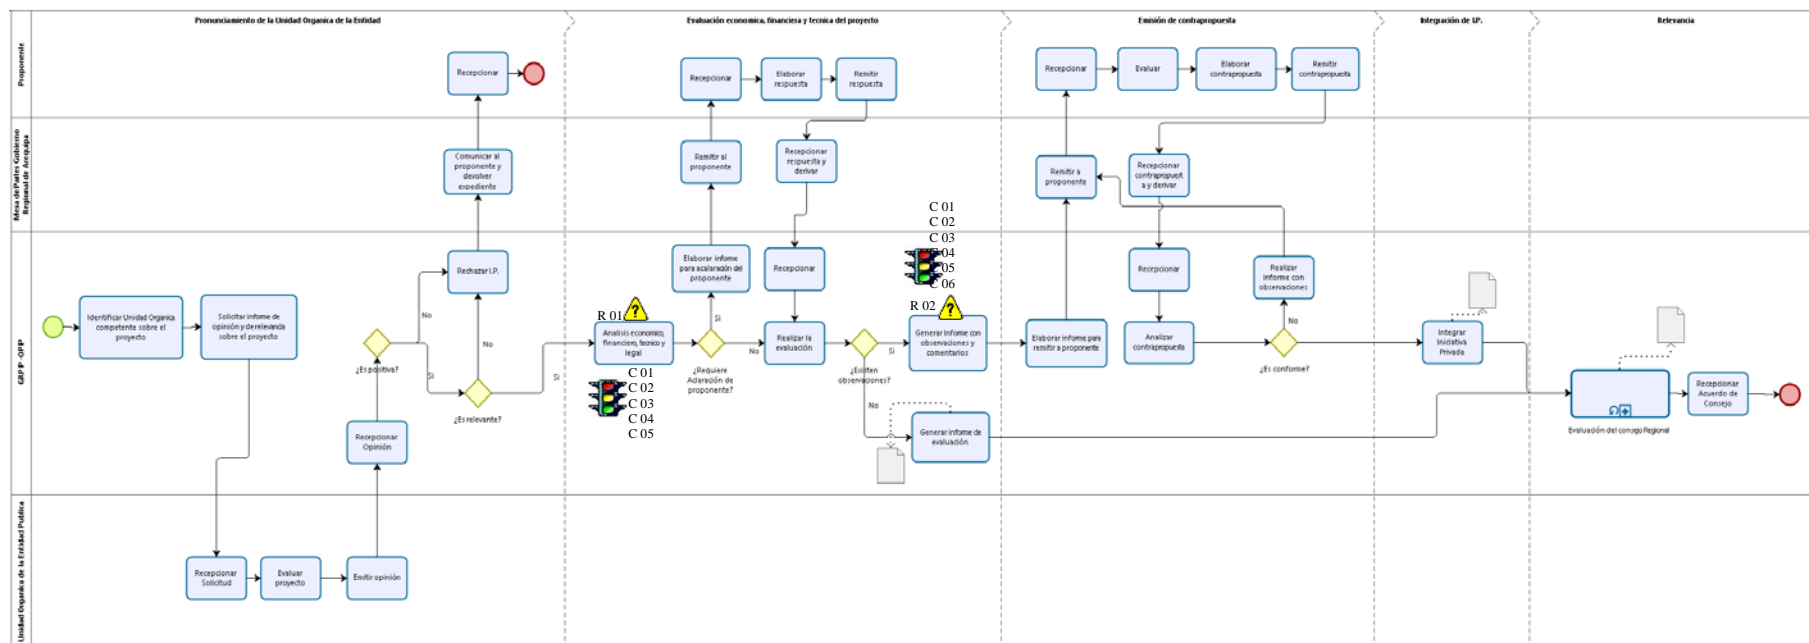 Pronunciamiento de la Unidad Organica de la Entidad
Evaluación economica, financiera y tecnica del proyecto
Emisión de contrapropuesta
Integración de I.P.
Relevancia
Proponente
Recepcionar
Recepcionar
Elaborar
respuesta
Remitir
respuesta
Recepcionar
Evaluar
Elaborar
contrapropuesta
Remitir
contrapropuesta
Mesa de Partes Gobierno
Regional de Arequipa
Comunicar al
proponente y
devolver
expediente
Remitir al
proponente
Recepcionar
respuesta y
derivar
Remitir a
proponente
Recepcionar
contrapropuest
a y derivar
GRPIP -OPIP
Identificar Unidad Organica
competente sobre el
proyecto
Solicitar informe de
opinión y de relevancia
sobre el proyecto
¿Es positiva?
No
Si
Rechazar I.P.
No
¿Es relevante?
Si
Recepcionar
Opinión
R 01
Analisis economico,
financiero, tecnico y
legal
C 01
C 02
C 03
C 04
C 05
Elaborar informe
para acalaración del
proponente
Si
¿Requiere
Aclaración de
proponente?
No
Recepcionar
Realizar la
evaluación
¿Existen
observaciones?
Si
No
C 01
C 02
C 03
C 04
C 05
C 06
R 02
Generar Informe con
observaciones y
comentarios
Generar informe de
evaluación
Elaborar informe para
remitir a proponente
Recepcionar
Analizar
contrapropuesta
Realizar
informe con
observaciones
No
¿Es conforme?
Integrar
Iniciativa
Privada
Evaluación del consejo Regional
Recepcionar
Acuerdo de
Consejo
Unidad Organica de la Entidad Publica
Recepcionar
Solicitud
Evaluar
proyecto
Emitir opinión